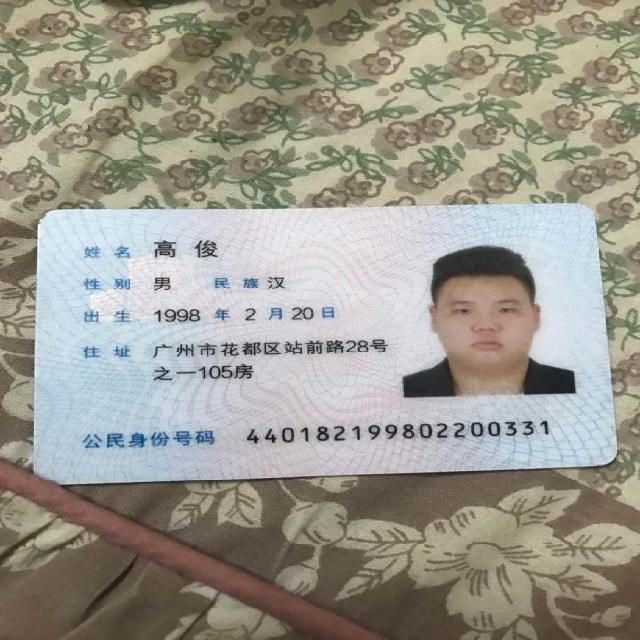 姓名 高俊
性别 男 民族 汉
出生 1998 年 2 月 20 日
住址 广州市花都区站前路28号
之一105房
公民身份号码 440182199802200331